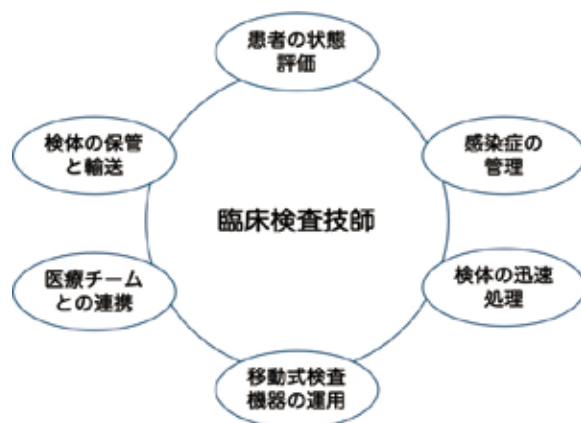 患者の状態
評価
検体の保管
と輸送
感染症の
管理
臨床検査技師
医療チーム
との連携
検体の迅速
処理
移動式検査
機器の運用